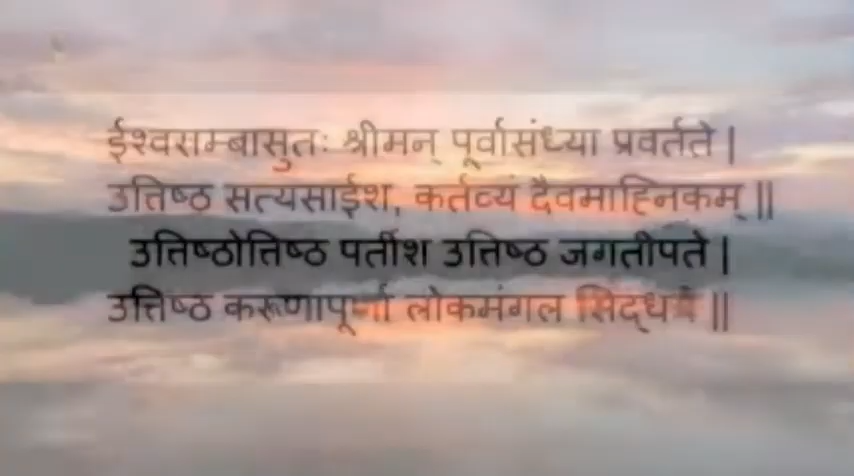 ईश्वराम्बासुतः श्रीमन् पूर्वासंध्या प्रवर्तते |
उत्तिष्ठ सत्यसाईश, कर्तव्यं दैवमाह्निकम् ||
उत्तिष्ठोत्तिष्ठ पर्तीश उत्तिष्ठ जगतीपते |
उत्तिष्ठ करूणापूर्णा लोकमंगल सिद्धये ||